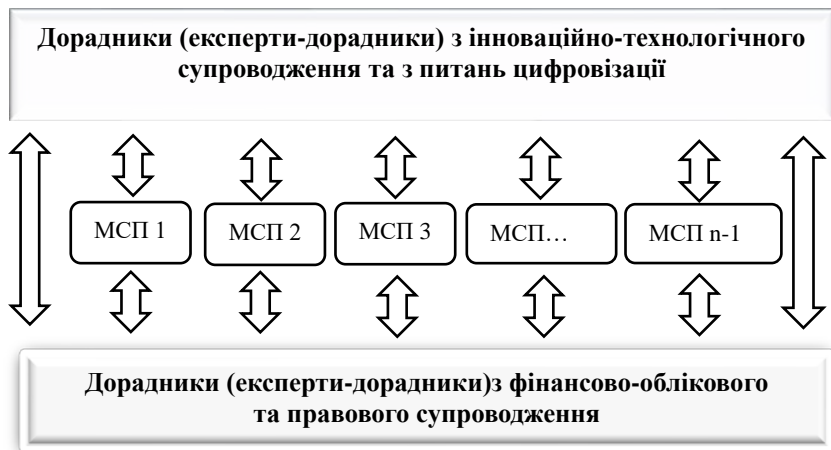 Дорадники (експерти-дорадники) з інноваційно-технологічного
супроводження та з питань цифровізації
МСП 1
МСП 2
МСП 3
МСП…
МСП n-1
Дорадники (експерти-дорадники)з фінансово-облікового
та правового супроводження